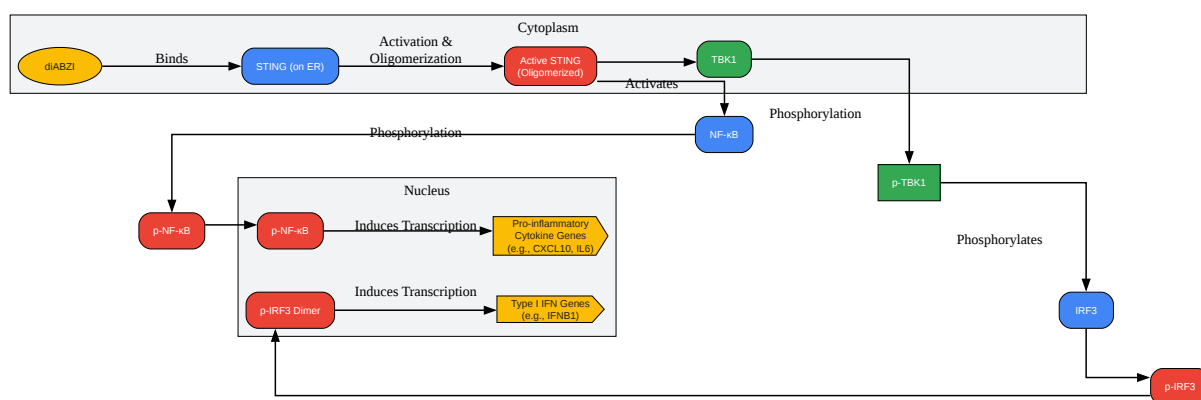 Cytoplasm
diABZI
Binds
STING (on ER)
Activation &
Oligomerization
Active STING
(Oligomerized)
Activates
TBK1
Phosphorylation
NF-κB
Phosphorylation
p-TBK1
Phosphorylates
IRF3
p-IRF3
Nucleus
p-NF-κB
p-NF-κB
Induces Transcription
Pro-inflammatory
Cytokine Genes
(e.g., CXCL10, IL6)
p-IRF3 Dimer
Induces Transcription
Type I IFN Genes
(e.g., IFNB1)